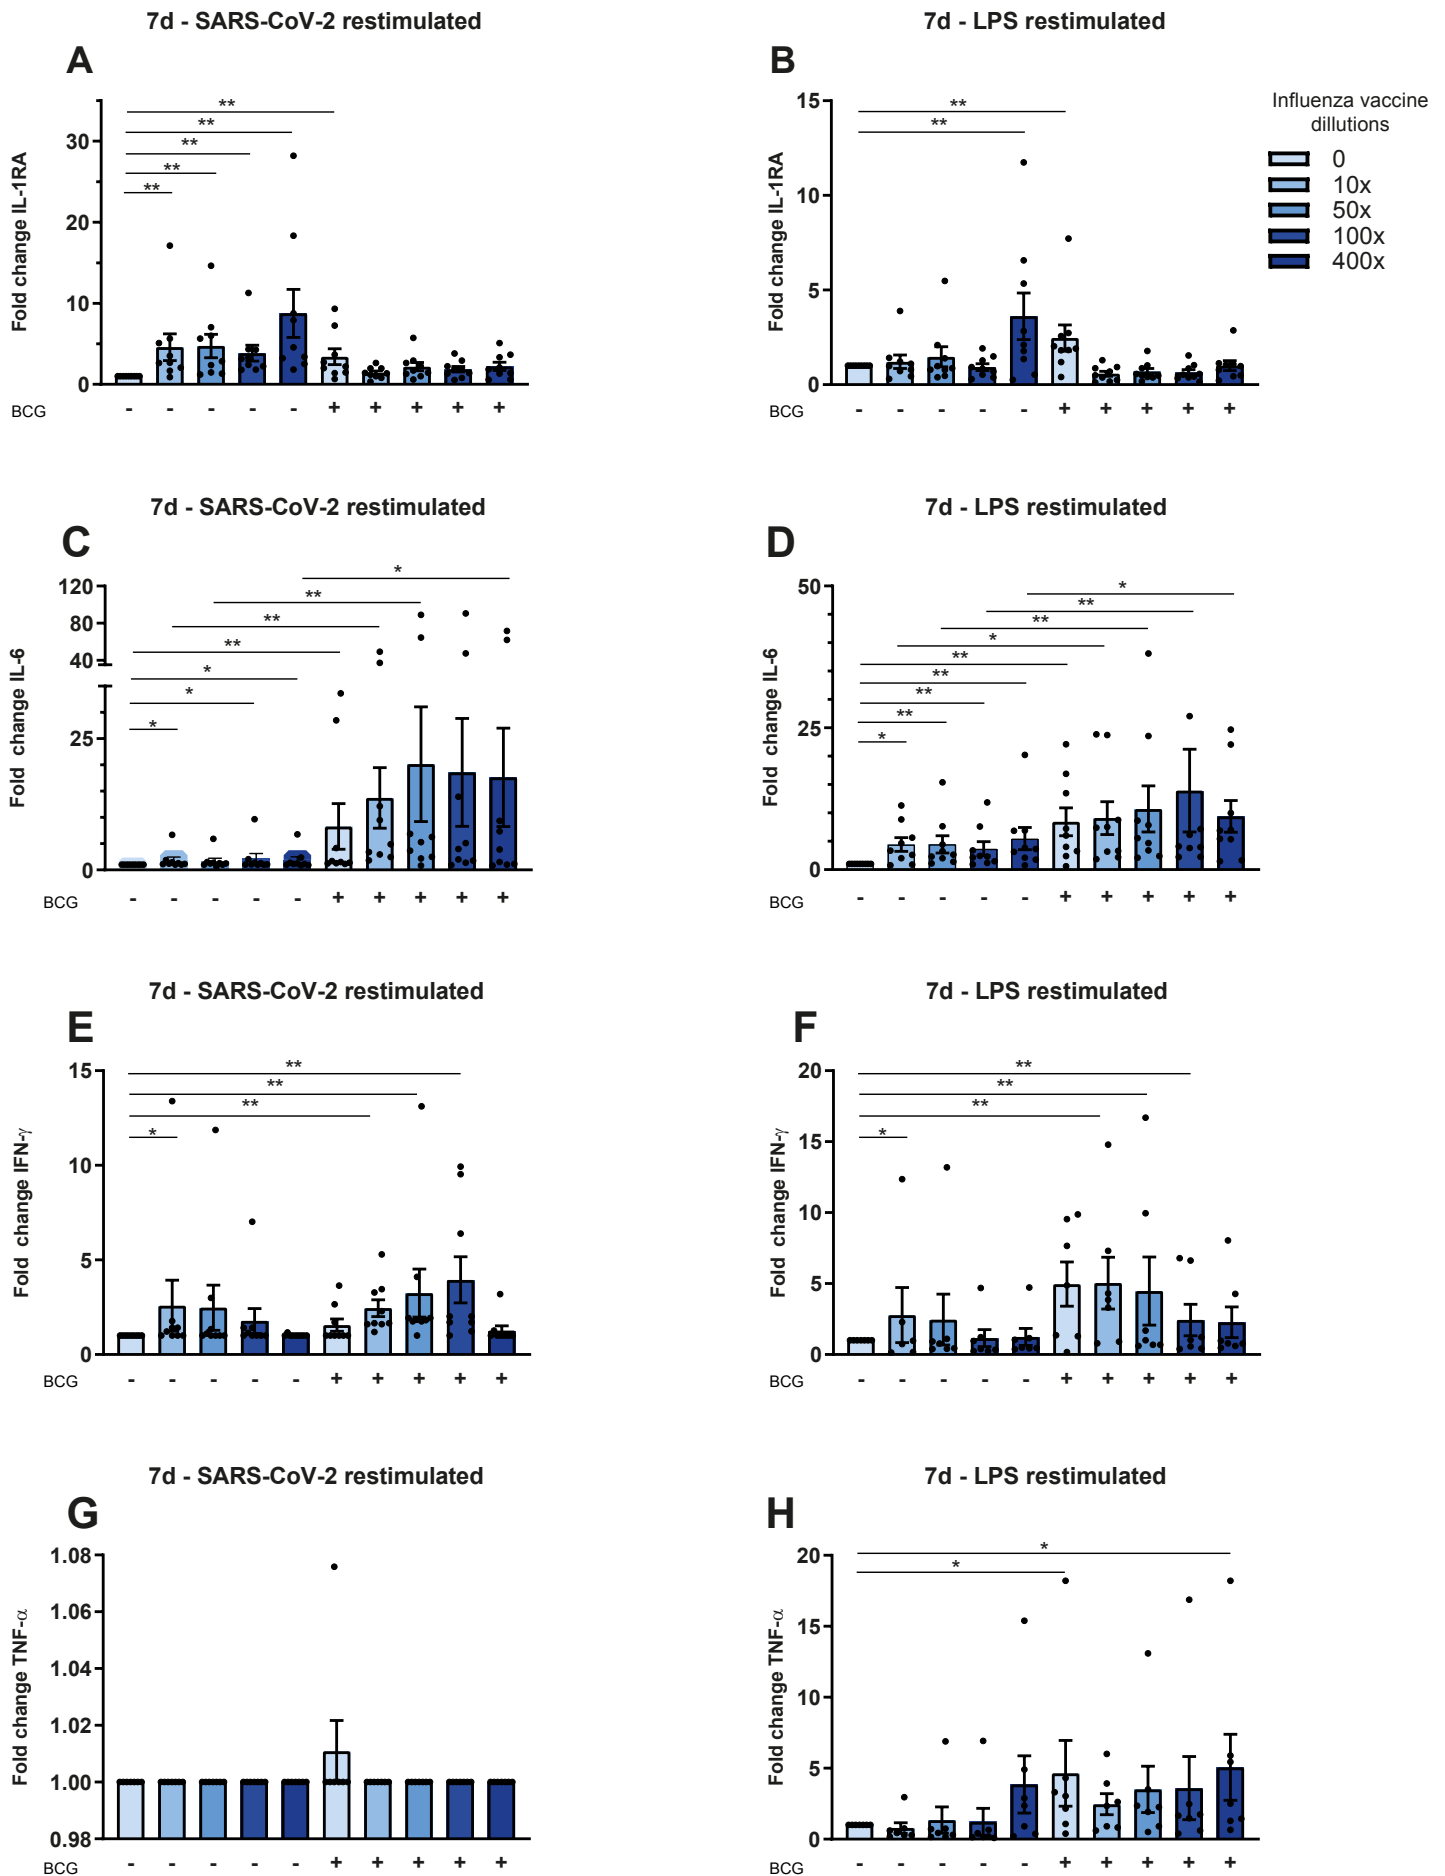 7d - SARS-CoV-2 restimulated
7d - LPS restimulated
A
B
Influenza vaccine
dillutions
0
10x
50x
100x
400x
Fold change IL-1RA
30
20
10
0
** ** ** ** **
BCG - - - - - + + + + +
Fold change IL-1RA
15
10
5
0
** **
- - - - - + + + + +
7d - SARS-CoV-2 restimulated
7d - LPS restimulated
C
D
Fold change IL-6
120
80
40
25
0
* ** ** ** * * *
BCG - - - - - + + + + +
Fold change IL-6
50
25
0
* ** ** * ** ** ** ** *
BCG - - - - - + + + + +
7d - SARS-CoV-2 restimulated
7d - LPS restimulated
E
F
Fold change IFN-γ
15
10
5
0
** ** ** *
BCG - - - - - + + + + +
Fold change IFN-γ
20
15
10
5
0
** ** ** *
BCG - - - - - + + + + +
7d - SARS-CoV-2 restimulated
7d - LPS restimulated
G
H
Fold change TNF-α
1.08
1.06
1.04
1.02
1.00
0.98
BCG - - - - - + + + + +
Fold change TNF-α
20
15
10
5
0
* *
BCG - - - - - + + + + +